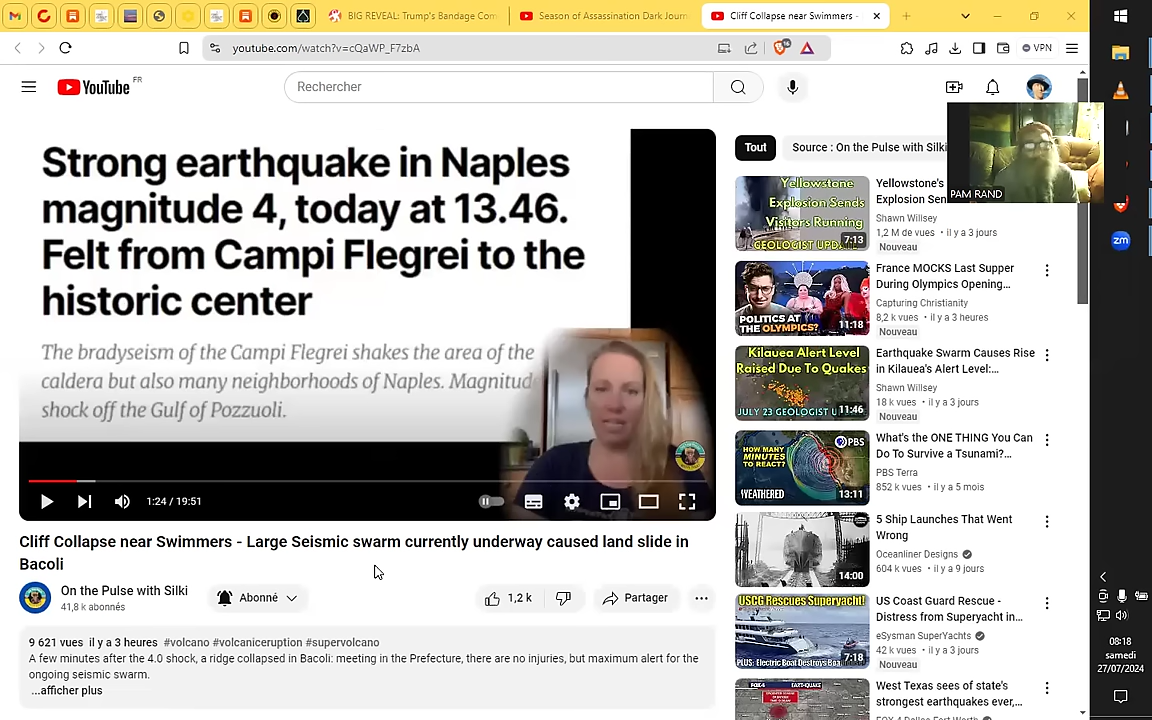 BIG REVEAL: Trump's Bandage Com
Season of Assassination Dark Journ
Cliff Collapse near Swimmers -
youtube.com/watch?v=cQaWP_F7zbA
VPN
YouTube FR
Rechercher
Strong earthquake in Naples
magnitude 4, today at 13.46.
Felt from Campi Flegrei to the
historic center
The bradyseism of the Campi Flegrei shakes the area of the
caldera but also many neighborhoods of Naples. Magnitud
shock off the Gulf of Pozzuoli.
1:24 / 19:51
Cliff Collapse near Swimmers - Large Seismic swarm currently underway caused land slide in
Bacoli
On the Pulse with Silki
41,8 k abonnés
Abonné
1,2 k
Partager
9 621 vues il y a 3 heures #volcano #volcaniceruption #supervolcano
A few minutes after the 4.0 shock, a ridge collapsed in Bacoli: meeting in the Prefecture, there are no injuries, but maximum alert for the
ongoing seismic swarm.
...afficher plus
Tout
Source : On the Pulse with Silki
PAM RAND
Yellowstone
Explosion Sends
Visitors Running
GEOLOGIST UPDA
7:13
Yellowstone's
Explosion Sen
Shawn Willsey
1,2 M de vues • il y a 3 jours
Nouveau
POLITICS AT
THE OLYMPICS?
11:18
France MOCKS Last Supper
During Olympics Opening...
Capturing Christianity
8,2 k vues • il y a 3 heures
Nouveau
Kilauea Alert Level
Raised Due To Quakes
JULY 23 GEOLOGIST U
11:46
Earthquake Swarm Causes Rise
in Kilauea's Alert Level:...
Shawn Willsey
18 k vues • il y a 3 jours
Nouveau
PBS
HOW MANY
MINUTES
TO REACT?
WEATHERED
13:11
What's the ONE THING You Can
Do To Survive a Tsunami?...
PBS Terra
852 k vues • il y a 5 mois
14:00
5 Ship Launches That Went
Wrong
Oceanliner Designs
604 k vues • il y a 9 jours
USCG Rescues Superyacht!
PLUS: Electric Boat Destroys Boa
7:18
US Coast Guard Rescue -
Distress from Superyacht in...
eSysman SuperYachts
42 k vues • il y a 3 jours
Nouveau
West Texas sees of state's
strongest earthquakes ever,...
zm
08:18
samedi
27/07/2024